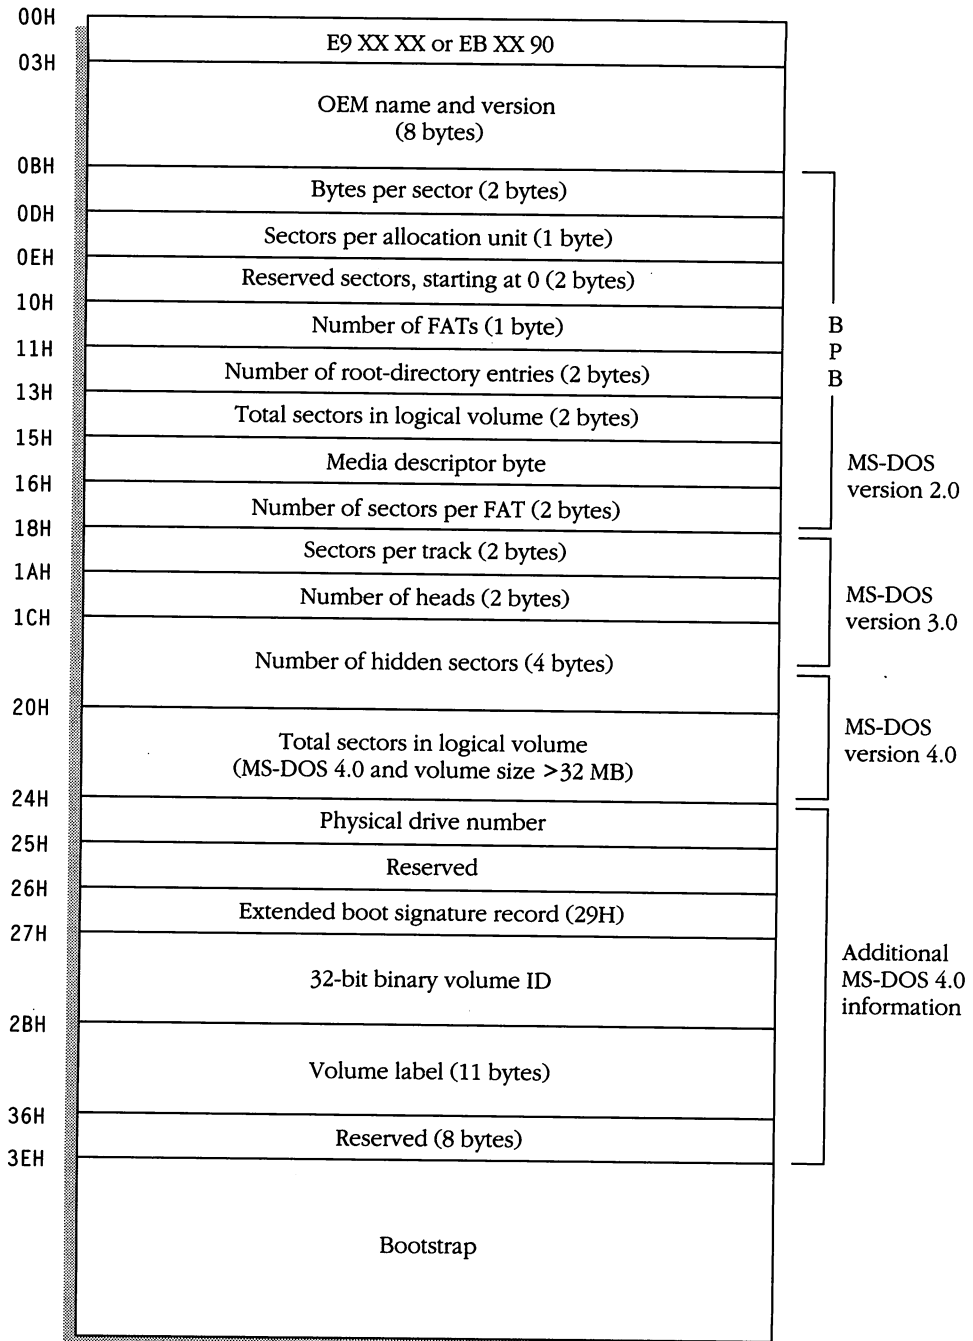 00H
E9 XX XX or EB XX 90
03H
OEM name and version
(8 bytes)
0BH
Bytes per sector (2 bytes)
0DH
Sectors per allocation unit (1 byte)
0EH
Reserved sectors, starting at 0 (2 bytes)
10H
Number of FATs (1 byte)
11H
Number of root-directory entries (2 bytes)
13H
Total sectors in logical volume (2 bytes)
15H
Media descriptor byte
16H
Number of sectors per FAT (2 bytes)
18H
B
P
B
MS-DOS
version 2.0
Sectors per track (2 bytes)
1AH
Number of heads (2 bytes)
1CH
MS-DOS
version 3.0
Number of hidden sectors (4 bytes)
20H
Total sectors in logical volume
(MS-DOS 4.0 and volume size >32 MB)
MS-DOS
version 4.0
24H
Physical drive number
25H
Reserved
26H
Extended boot signature record (29H)
27H
32-bit binary volume ID
2BH
Volume label (11 bytes)
36H
Reserved (8 bytes)
3EH
Additional
MS-DOS 4.0
information
Bootstrap